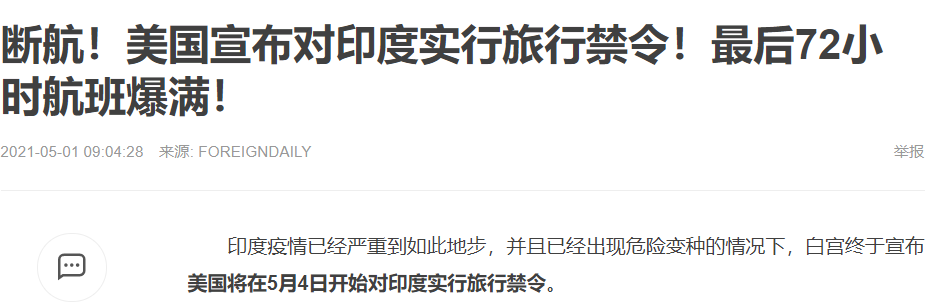 断航！美国宣布对印度实行旅行禁令！最后72小
时航班爆满！
2021-05-01 09:04:28 来源: FOREIGNDAILY 举报
印度疫情已经严重到如此地步，并且已经出现危险变种的情况下，白宫终于宣布
美国将在5月4日开始对印度实行旅行禁令。